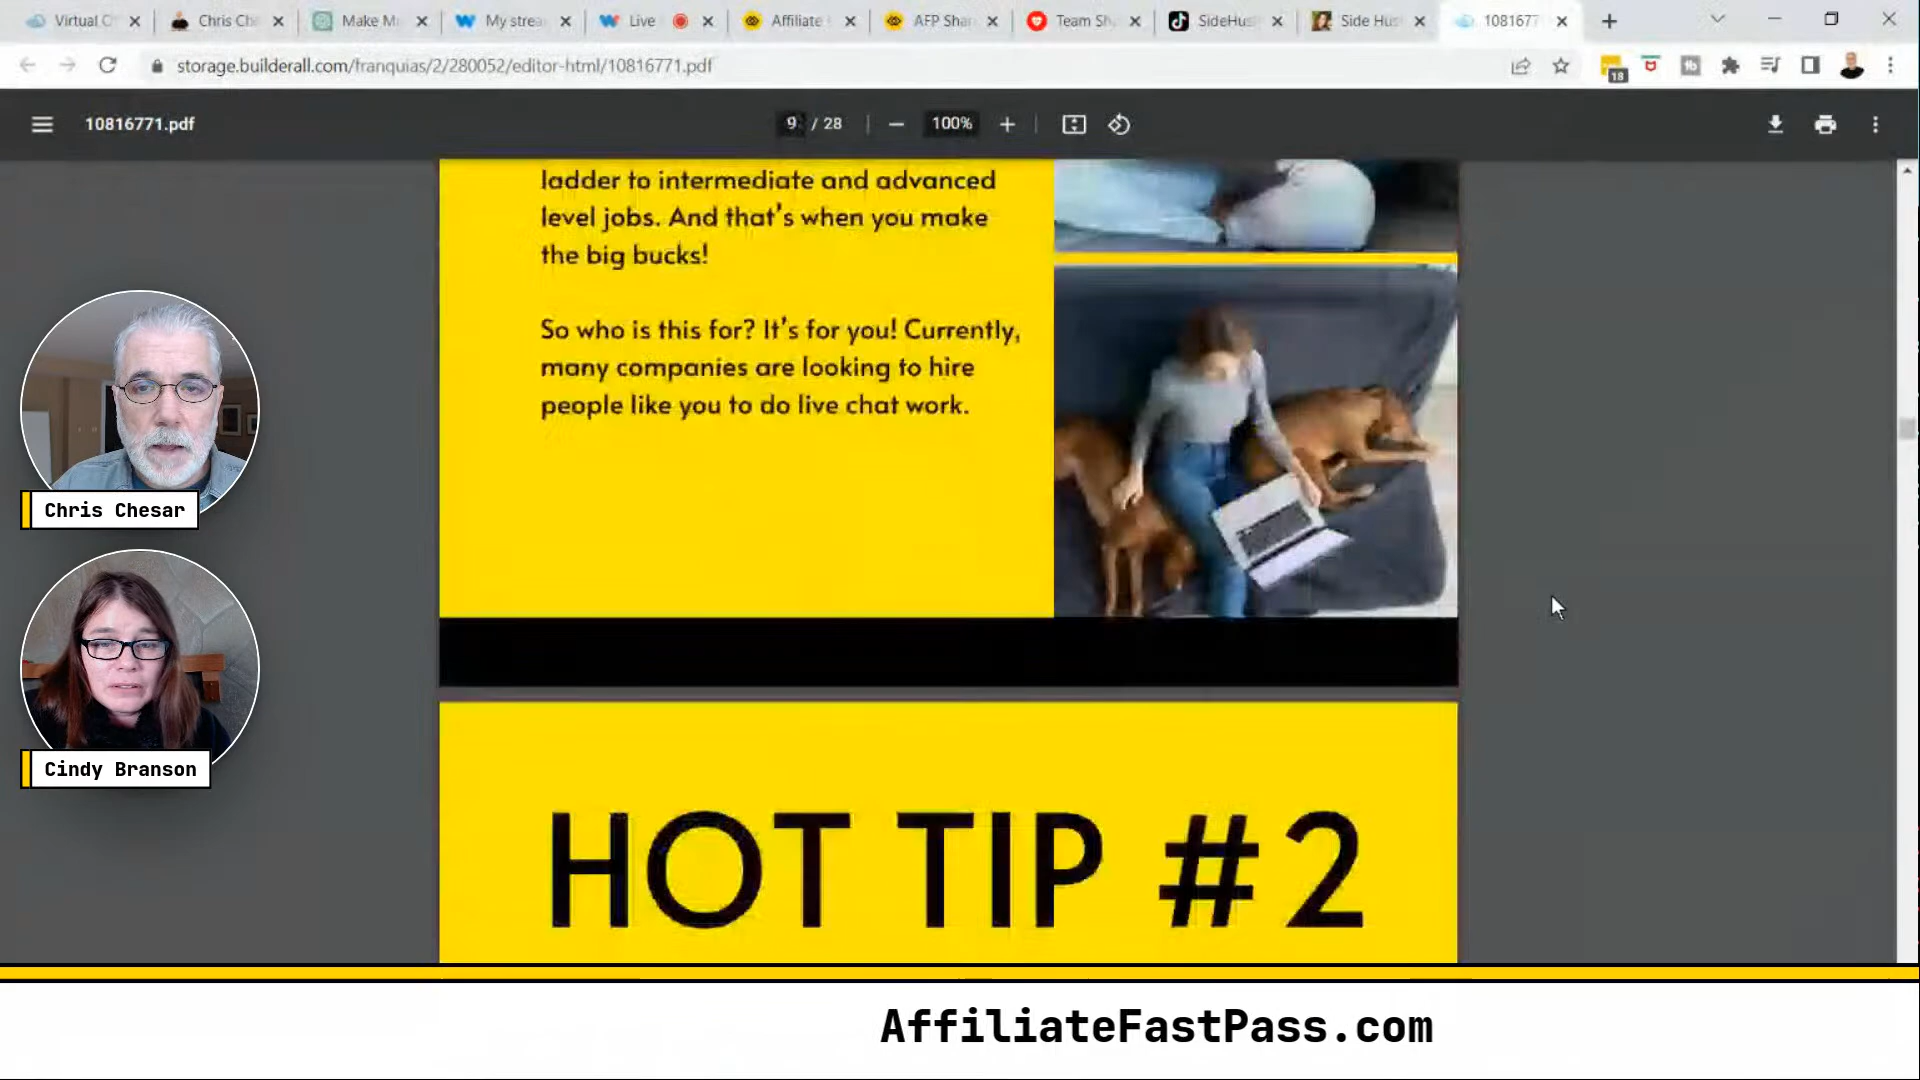 Virtual C
Chris Ch
Make M
My strea
Live
Affiliate
AFP Shar
Team Sh
SideHus
Side Hus
1081677
storage.builderall.com/franquias/2/280052/editor-html/10816771.pdf
18
10816771.pdf
9 / 28
100%
ladder to intermediate and advanced
level jobs. And that's when you make
the big bucks!
So who is this for? It's for you! Currently,
many companies are looking to hire
people like you to do live chat work.
Chris Chesar
Cindy Branson
HOT TIP #2
AffiliateFastPass.com